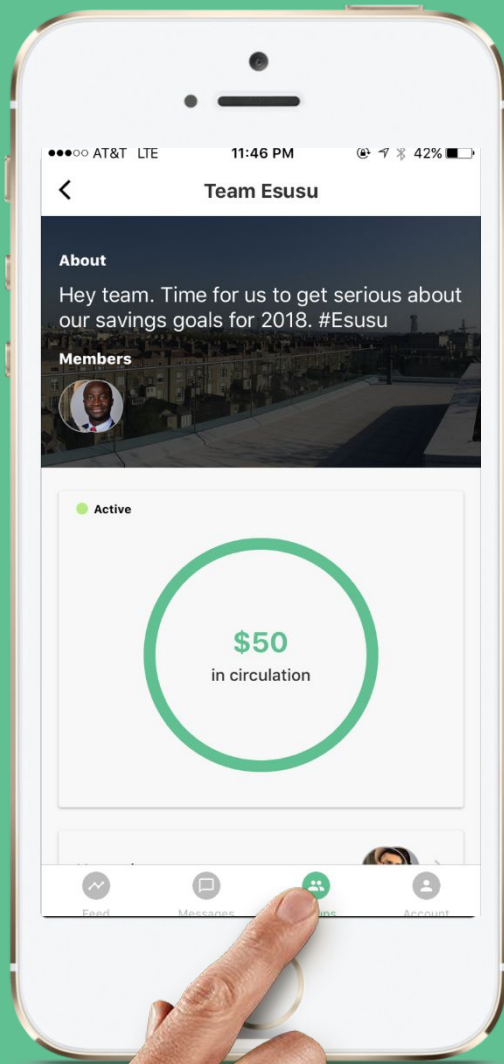 AT&T LTE 11:46 PM 42%
Team Esusu
About
Hey team. Time for us to get serious about
our savings goals for 2018. #Esusu
Members
Active
$50
in circulation
Feed Messages Account